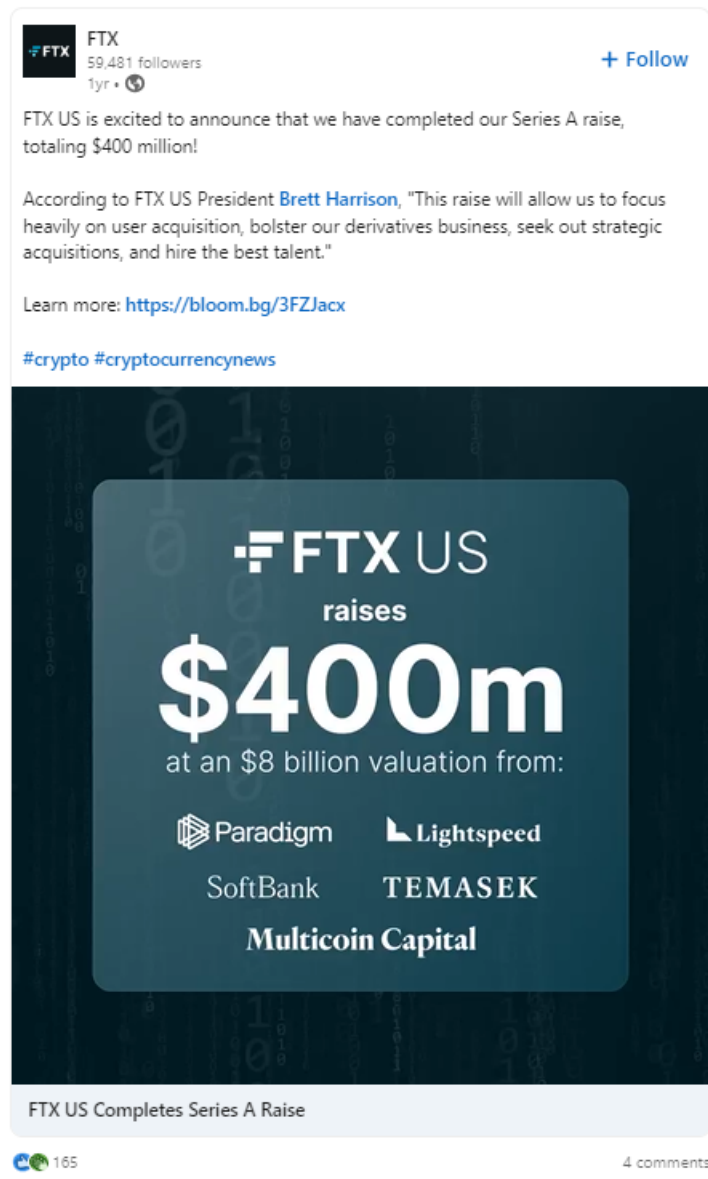 FTX
FTX
59,481 followers
1yr •
+ Follow
FTX US is excited to announce that we have completed our Series A raise,
totaling $400 million!
According to FTX US President Brett Harrison, "This raise will allow us to focus
heavily on user acquisition, bolster our derivatives business, seek out strategic
acquisitions, and hire the best talent."
Learn more: https://bloom.bg/3FZJacx
#crypto #cryptocurrencynews
FTX US
raises
$400m
at an $8 billion valuation from:
Paradigm Lightspeed
SoftBank TEMASEK
Multicoin Capital
FTX US Completes Series A Raise
165 4 comments